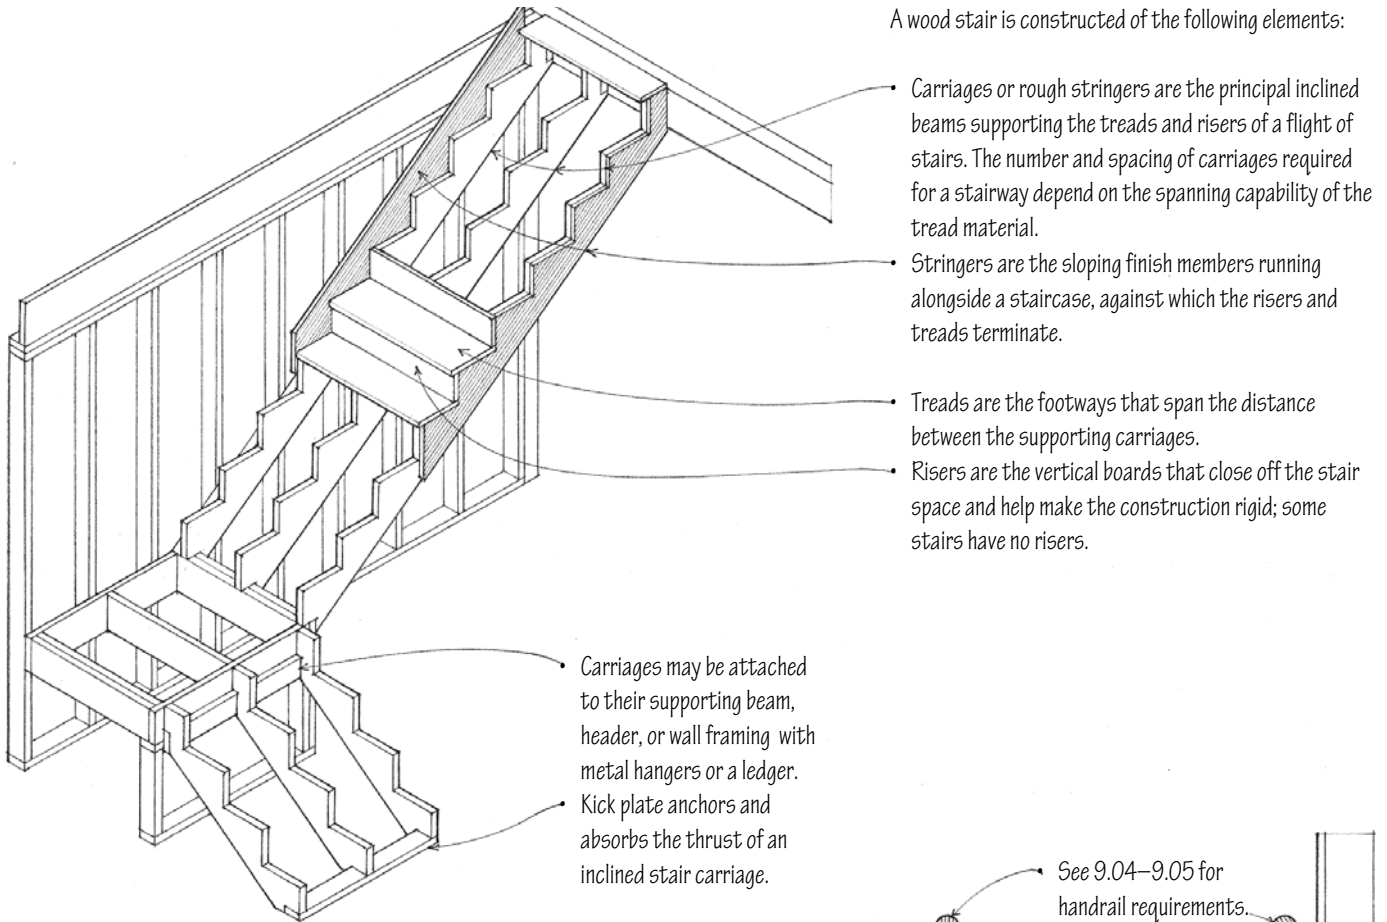 A wood stair is constructed of the following elements:
• Carriages or rough stringers are the principal inclined
beams supporting the treads and risers of a flight of
stairs. The number and spacing of carriages required
for a stairway depend on the spanning capability of the
tread material.
• Stringers are the sloping finish members running
alongside a staircase, against which the risers and
treads terminate.
• Treads are the footways that span the distance
between the supporting carriages.
• Risers are the vertical boards that close off the stair
space and help make the construction rigid; some
stairs have no risers.
• Carriages may be attached
to their supporting beam,
header, or wall framing with
metal hangers or a ledger.
• Kick plate anchors and
absorbs the thrust of an
inclined stair carriage.
• See 9.04–9.05 for
handrail requirements.